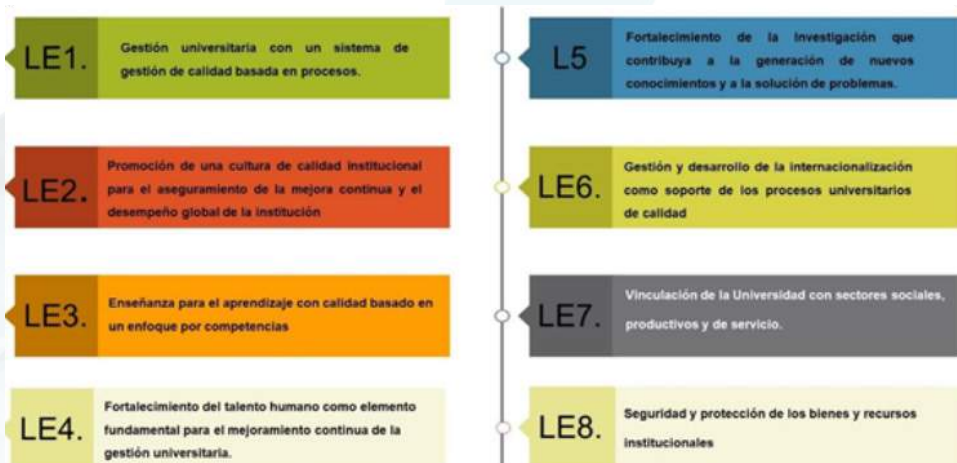 LE1.
Gestión universitaria con un sistema de
gestión de calidad basada en procesos.
LE2.
Promoción de una cultura de calidad institucional
para el aseguramiento de la mejora continua y el
desempeño global de la institución
LE3.
Enseñanza para el aprendizaje con calidad basado en
un enfoque por competencias
LE4.
Fortalecimiento del talento humano como elemento
fundamental para el mejoramiento continua de la
gestión universitaria.
L5
Fortalecimiento de la Investigación que
contribuya a la generación de nuevos
conocimientos y a la solución de problemas.
LE6.
Gestión y desarrollo de la internacionalización
como soporte de los procesos universitarios
de calidad
LE7.
Vinculación de la Universidad con sectores sociales,
productivos y de servicio.
LE8.
Seguridad y protección de los bienes y recursos
institucionales